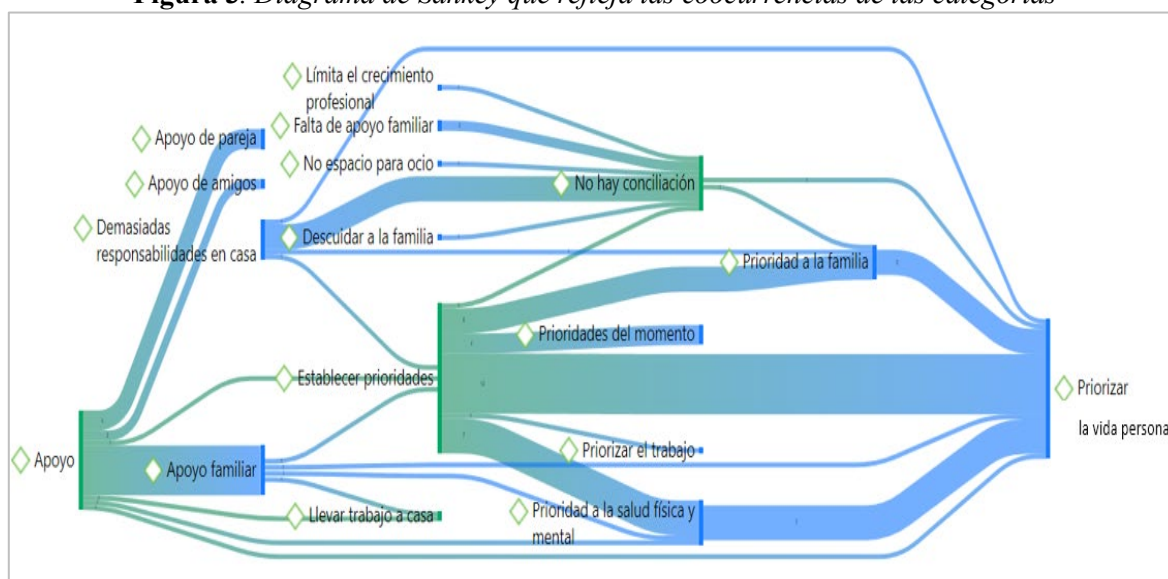 Figura 3. Diagrama de Sankey que refleja las coocurrencias de las categorías
Límita el crecimiento
profesional
Falta de apoyo familiar
Apoyo de pareja
No espacio para ocio
Apoyo de amigos
No hay conciliación
Demasiadas
responsabilidades en casa
Descuidar a la familia
Prioridad a la familia
Prioridades del momento
Establecer prioridades
Priorizar
la vida persona
Priorizar el trabajo
Apoyo
Apoyo familiar
Llevar trabajo a casa
Prioridad a la salud física y
mental